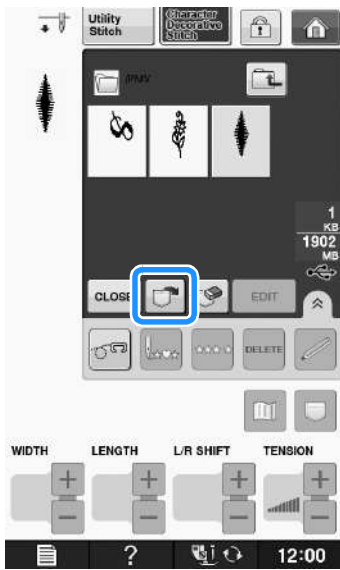 Utility
Stitch
Character
Decorative
Stitch
/PMV
1
KB
1902
MB
CLOSE
EDIT
DELETE
WIDTH
LENGTH
L/R SHIFT
TENSION
?
12:00